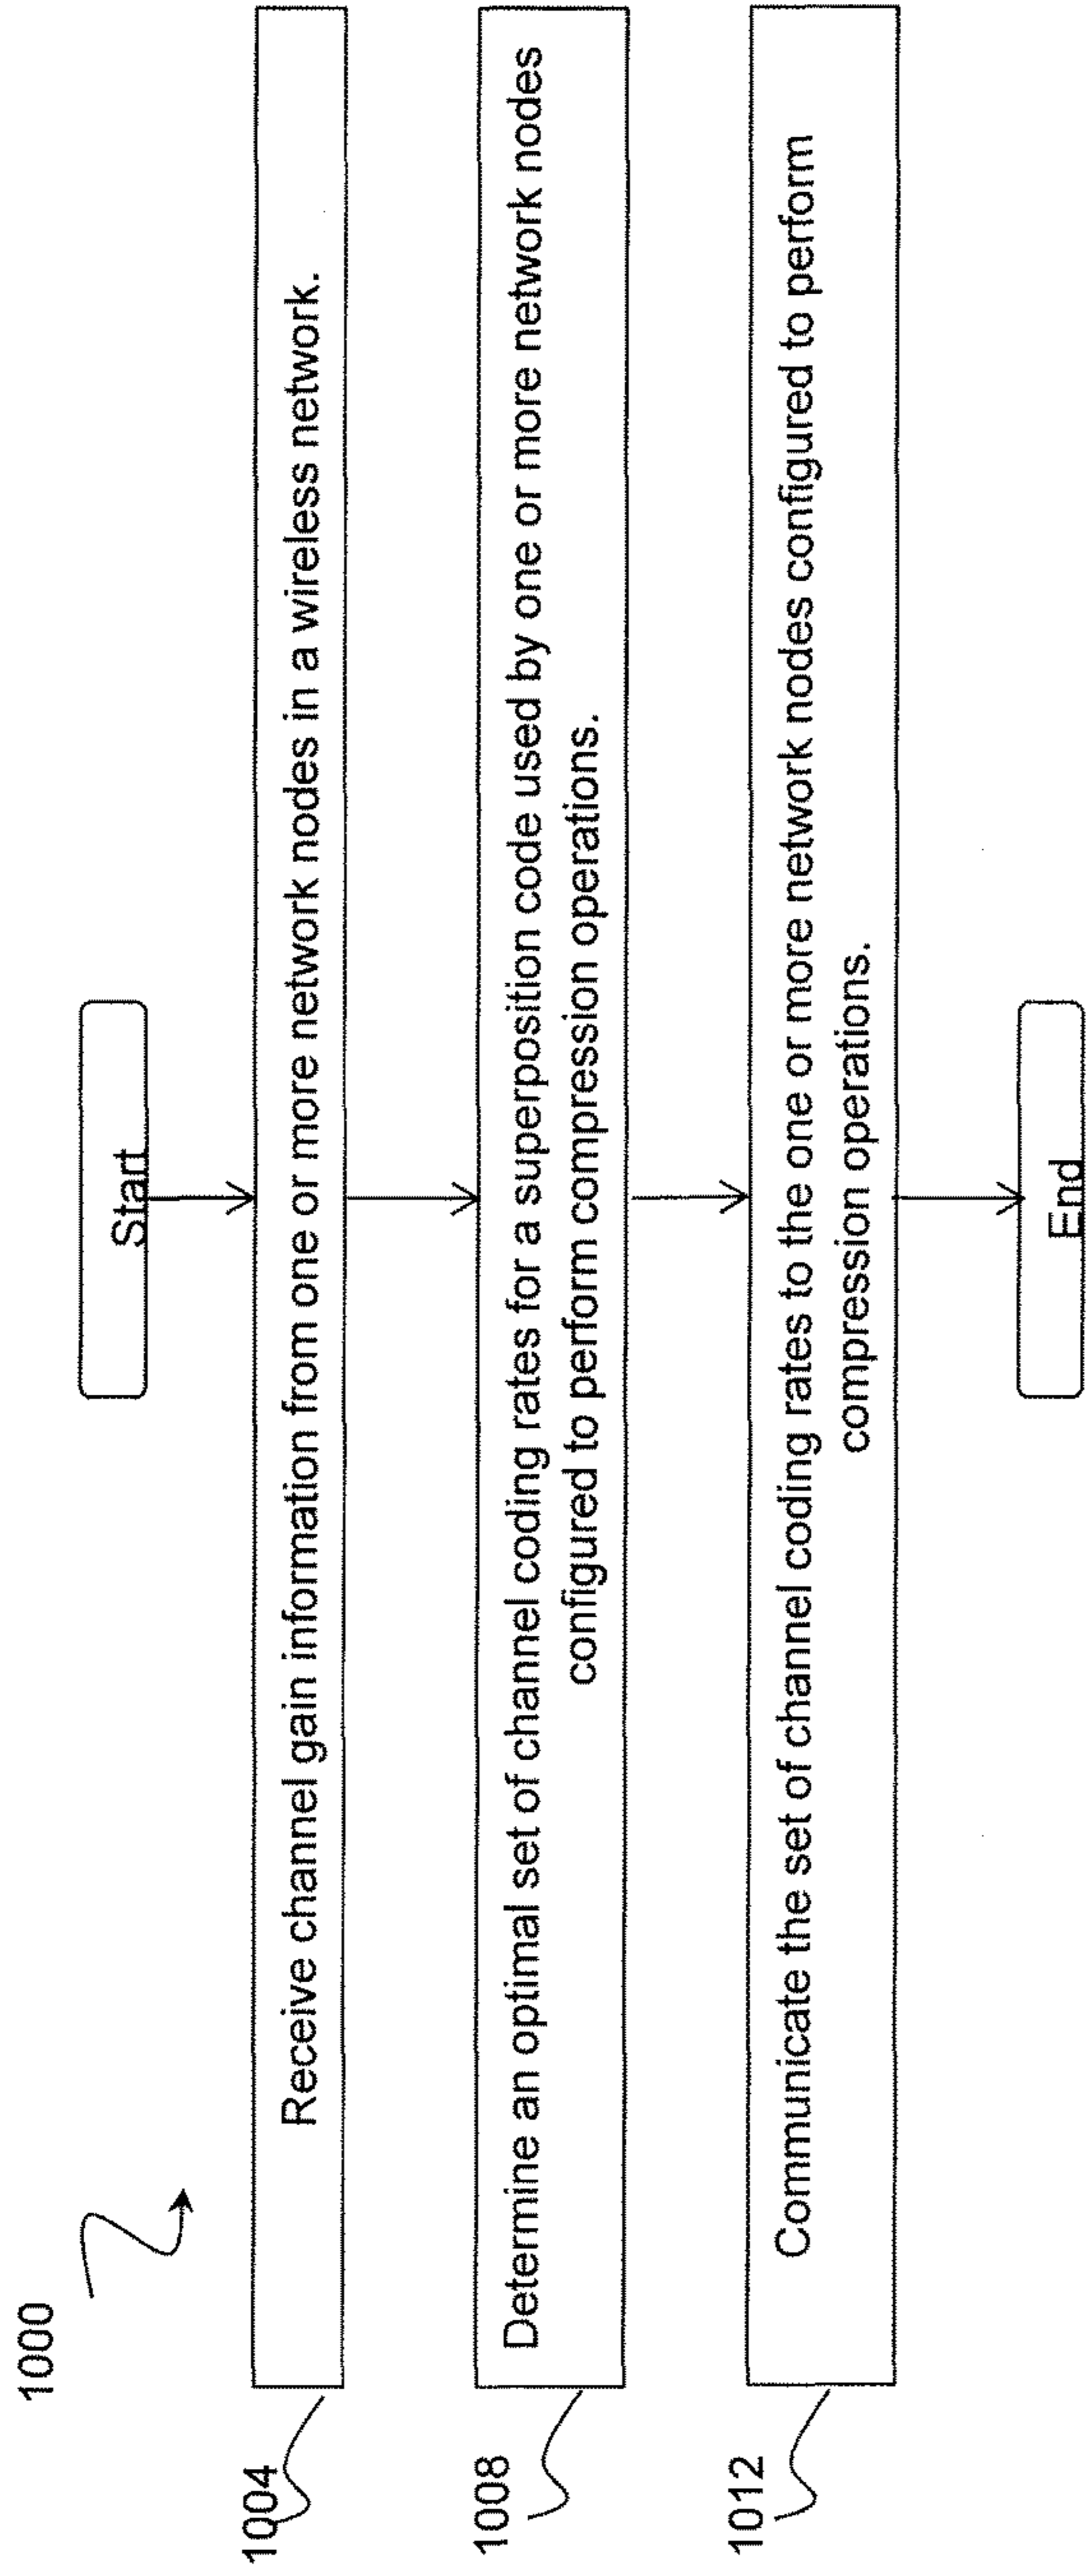 1000
Start
1004
Receive channel gain information from one or more network nodes in a wireless network.
1008
Determine an optimal set of channel coding rates for a superposition code used by one or more network nodes
configured to perform compression operations.
1012
Communicate the set of channel coding rates to the one or more network nodes configured to perform
compression operations.
End